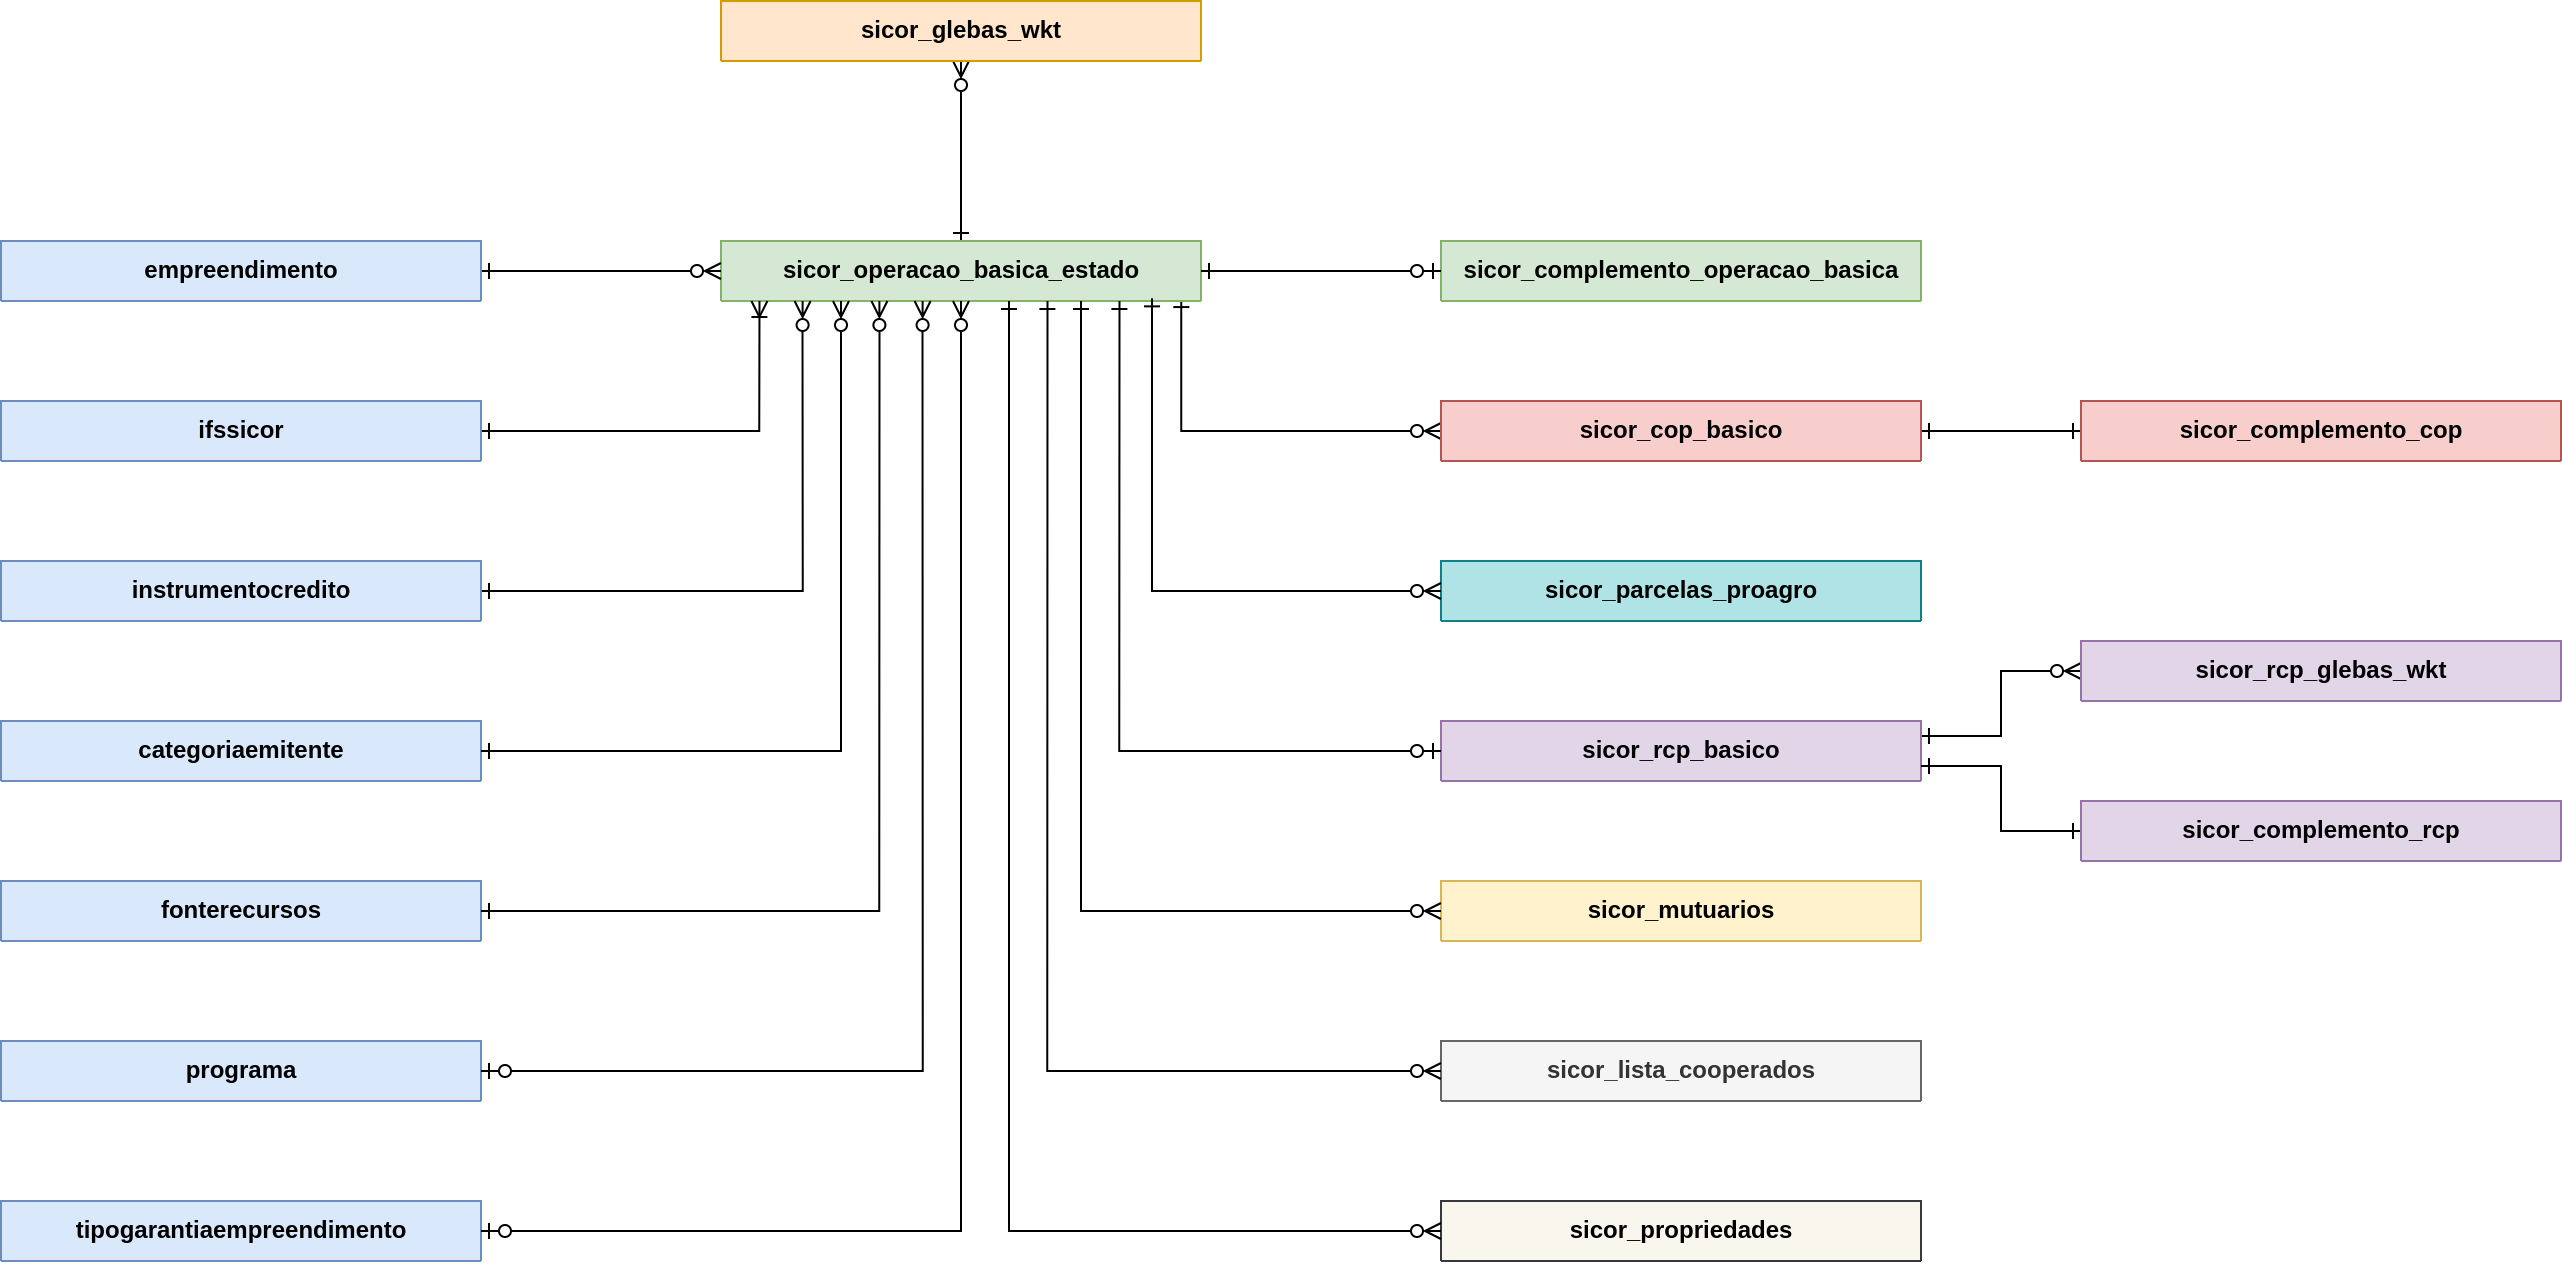 sicor_glebas_wkt
empreendimento
sicor_operacao_basica_estado
sicor_complemento_operacao_basica
ifssicor
sicor_cop_basico
sicor_complemento_cop
instrumentocredito
sicor_parcelas_proagro
sicor_rcp_glebas_wkt
categoriaemitente
sicor_rcp_basico
sicor_complemento_rcp
fonterecursos
sicor_mutuarios
programa
sicor_lista_cooperados
tipogarantiaempreendimento
sicor_propriedades